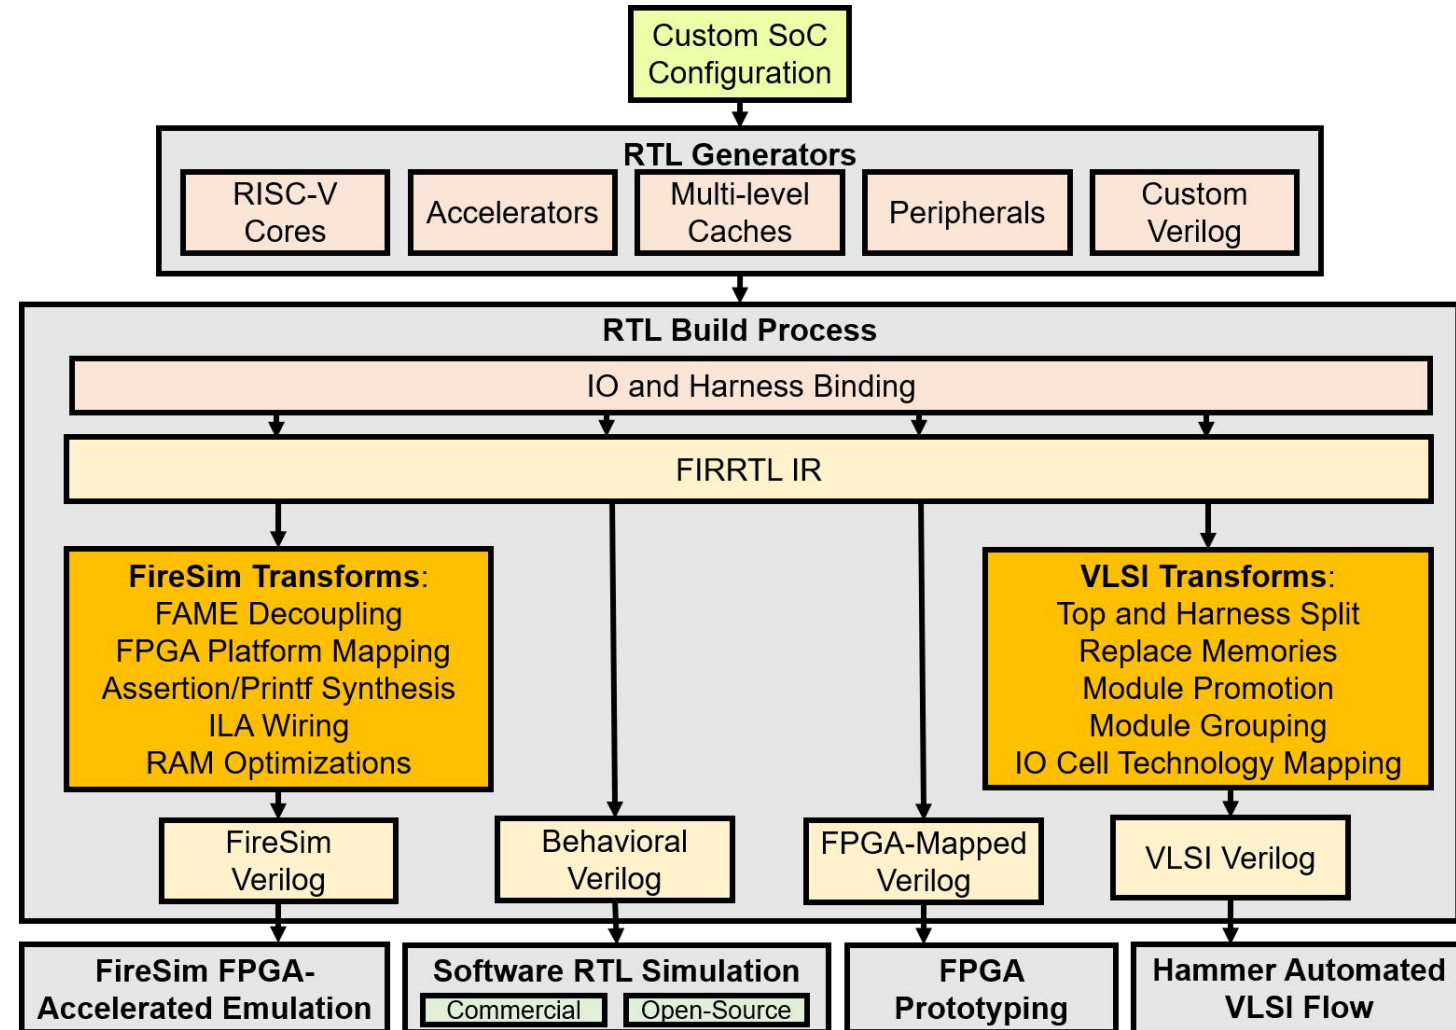 Custom SoC
Configuration
RTL Generators
RISC-V
Cores
Accelerators
Multi-level
Caches
Peripherals
Custom
Verilog
RTL Build Process
IO and Harness Binding
FIRRTL IR
FireSim Transforms:
FAME Decoupling
FPGA Platform Mapping
Assertion/Printf Synthesis
ILA Wiring
RAM Optimizations
VLSI Transforms:
Top and Harness Split
Replace Memories
Module Promotion
Module Grouping
IO Cell Technology Mapping
FireSim
Verilog
Behavioral
Verilog
FPGA-Mapped
Verilog
VLSI Verilog
FireSim FPGA-
Accelerated Emulation
Software RTL Simulation
Commercial
Open-Source
FPGA
Prototyping
Hammer Automated
VLSI Flow